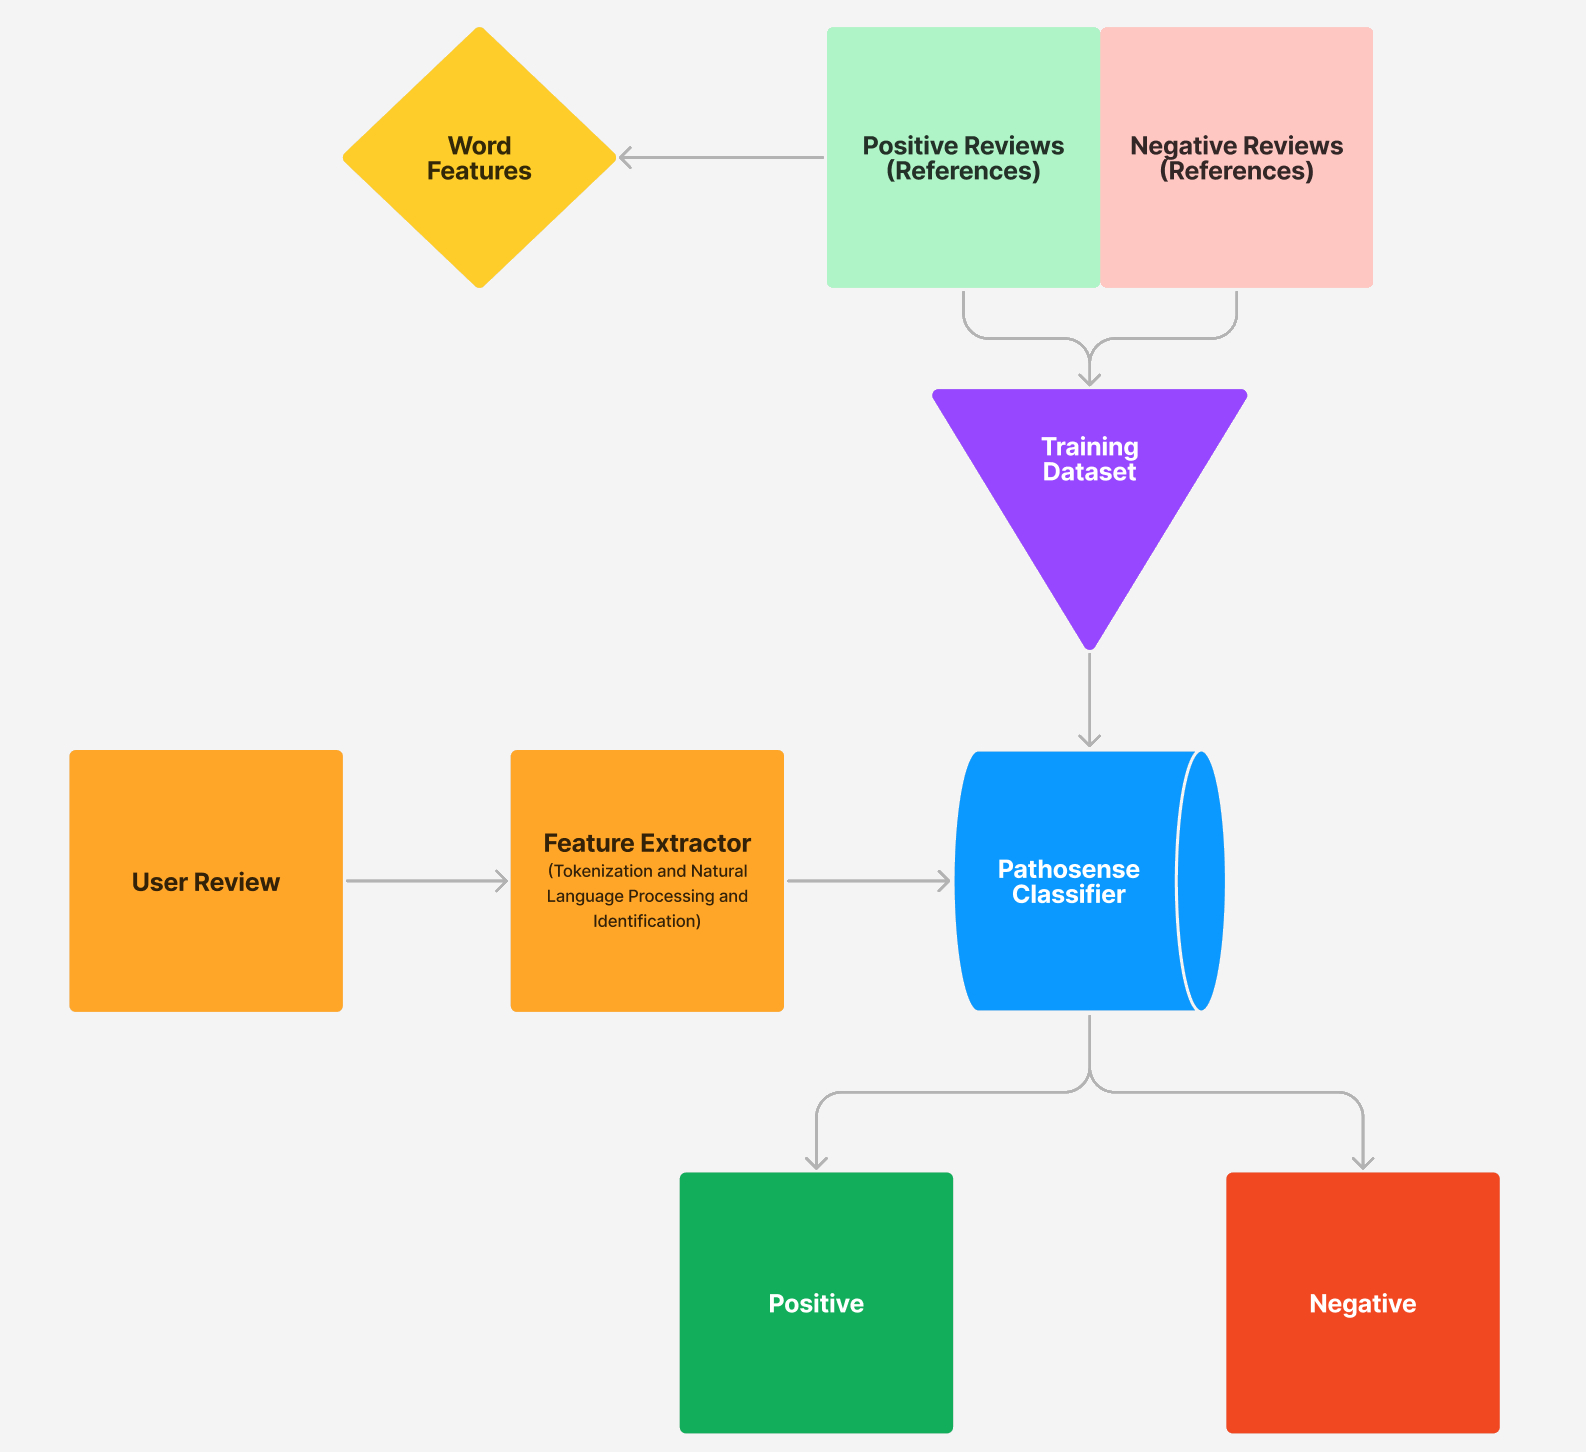 Word
Features
Positive Reviews
(References)
Negative Reviews
(References)
Training
Dataset
User Review
Feature Extractor
(Tokenization and Natural
Language Processing and
Identification)
Pathosense
Classifier
Positive
Negative